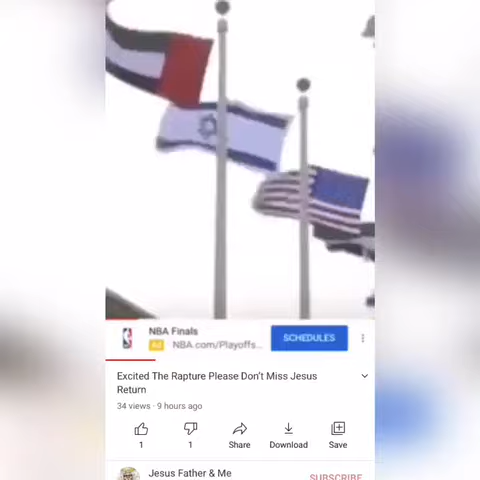 NBA Finals
SCHEDULES
Ad NBA.com/Playoffs...
Excited The Rapture Please Don't Miss Jesus
Return
34 views · 9 hours ago
1
1
Share
Download
Save
Jesus Father & Me
SUBSCRIBE